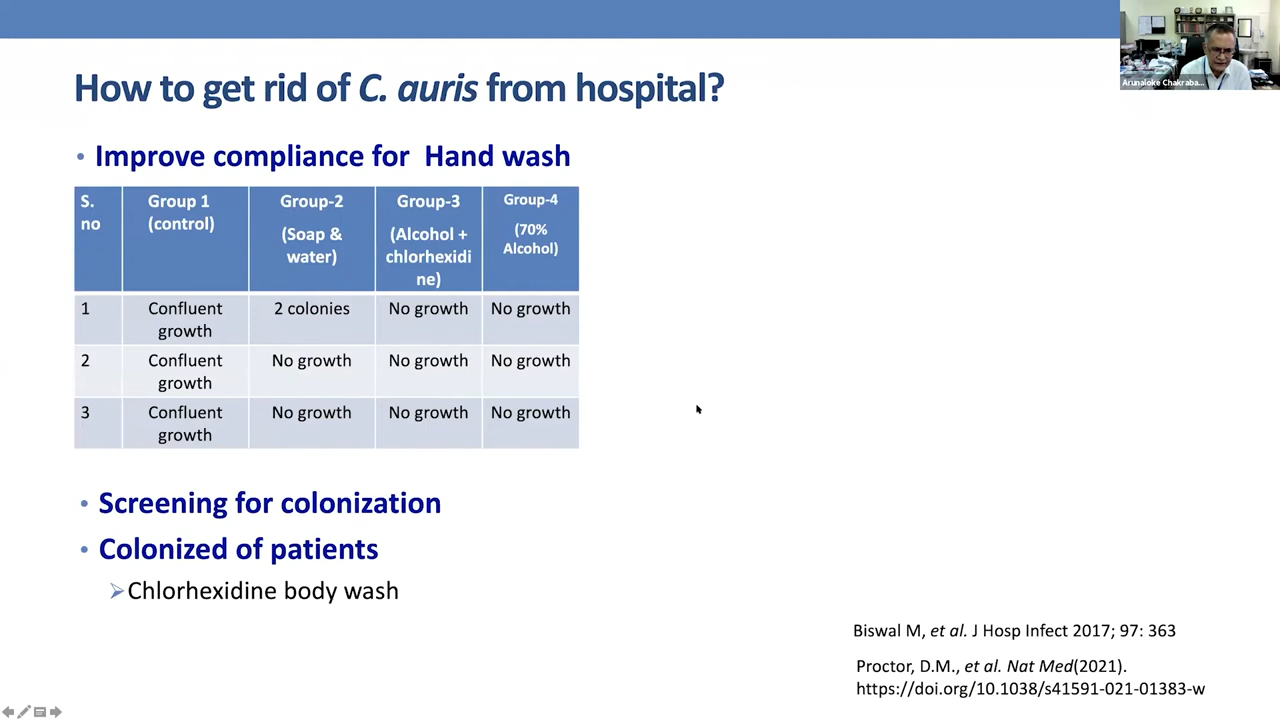 Arunaloke Chakraba...
How to get rid of C. auris from hospital?
• Improve compliance for Hand wash
S. no
Group 1 (control)
Group-2 (Soap & water)
Group-3 (Alcohol + chlorhexidi ne)
Group-4 (70% Alcohol)
1 Confluent growth 2 colonies No growth No growth
2 Confluent growth No growth No growth No growth
3 Confluent growth No growth No growth No growth
• Screening for colonization
• Colonized of patients
➢Chlorhexidine body wash
Biswal M, et al. J Hosp Infect 2017; 97: 363
Proctor, D.M., et al. Nat Med(2021).
https://doi.org/10.1038/s41591-021-01383-w